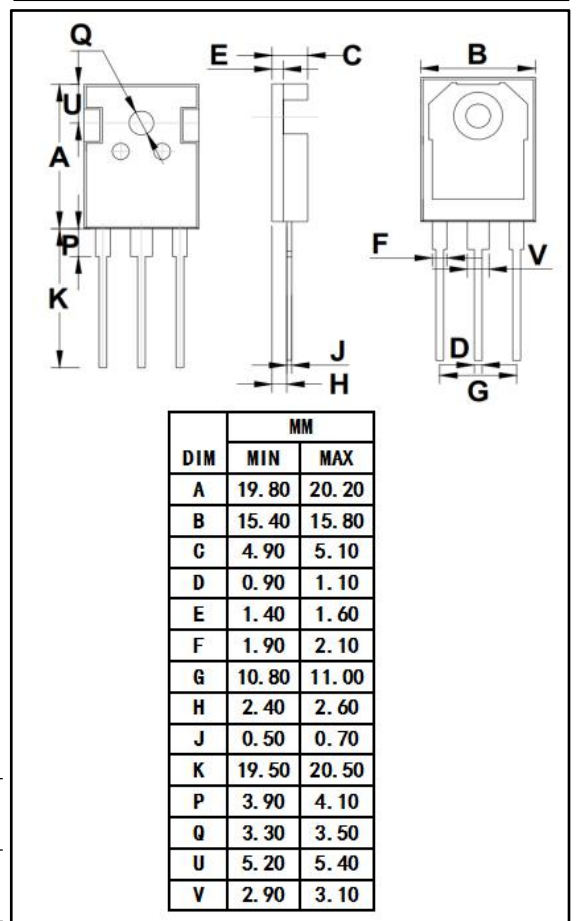 Q
E C B
U
A
P
K
F V
J
H
D
G
MM
DIM MIN MAX
A 19.80 20.20
B 15.40 15.80
C 4.90 5.10
D 0.90 1.10
E 1.40 1.60
F 1.90 2.10
G 10.80 11.00
H 2.40 2.60
J 0.50 0.70
K 19.50 20.50
P 3.90 4.10
Q 3.30 3.50
U 5.20 5.40
V 2.90 3.10